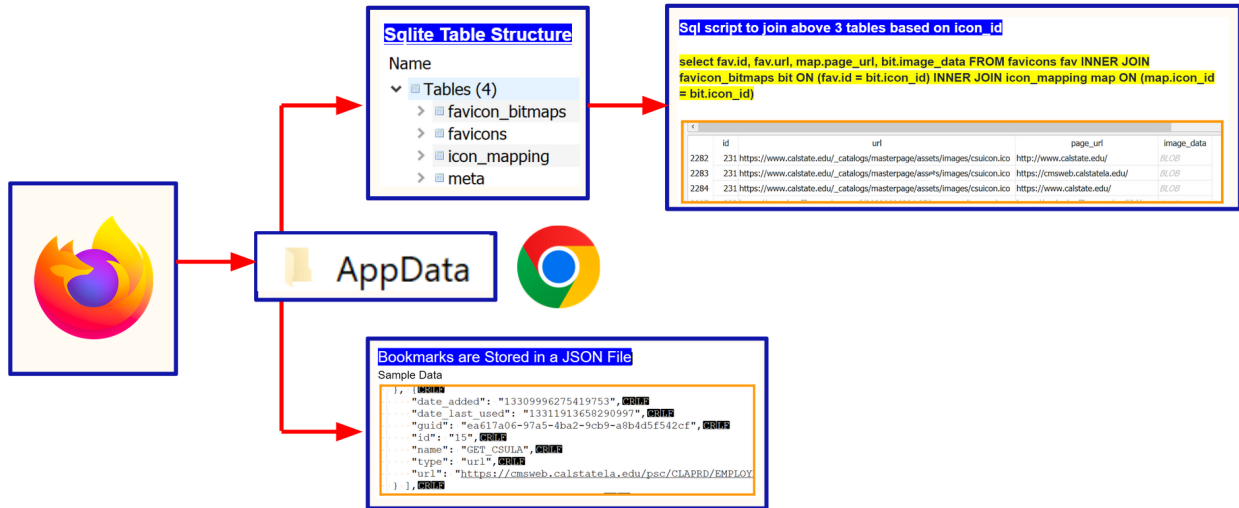 Sqlite Table Structure
Name
Tables (4)
favicon_bitmaps
favicons
icon_mapping
meta
Sql script to join above 3 tables based on icon_id
select fav.id, fav.url, map.page_url, bit.image_data FROM favicons fav INNER JOIN
favicon_bitmaps bit ON (fav.id = bit.icon_id) INNER JOIN icon_mapping map ON (map.icon_id
= bit.icon_id)
id url page_url image_data
2282 231 https://www.calstate.edu/_catalogs/masterpage/assets/images/csuicon.ico http://www.calstate.edu/ BLOB
2283 231 https://www.calstate.edu/_catalogs/masterpage/assets/images/csuicon.ico https://cmsweb.calstatela.edu/ BLOB
2284 231 https://www.calstate.edu/_catalogs/masterpage/assets/images/csuicon.ico https://www.calstate.edu/ BLOB
AppData
Bookmarks are Stored in a JSON File
Sample Data
}, {CRLF
"date_added": "13309996275419753",CRLF
"date_last_used": "13311913658290997",CRLF
"guid": "ea617a06-97a5-4ba2-9cb9-a8b4d5f542cf",CRLF
"id": "15",CRLF
"name": "GET_CSULA",CRLF
"type": "url",CRLF
"url": "https://cmsweb.calstatela.edu/psc/CLAPRD/EMPLOY
} ],CRLF